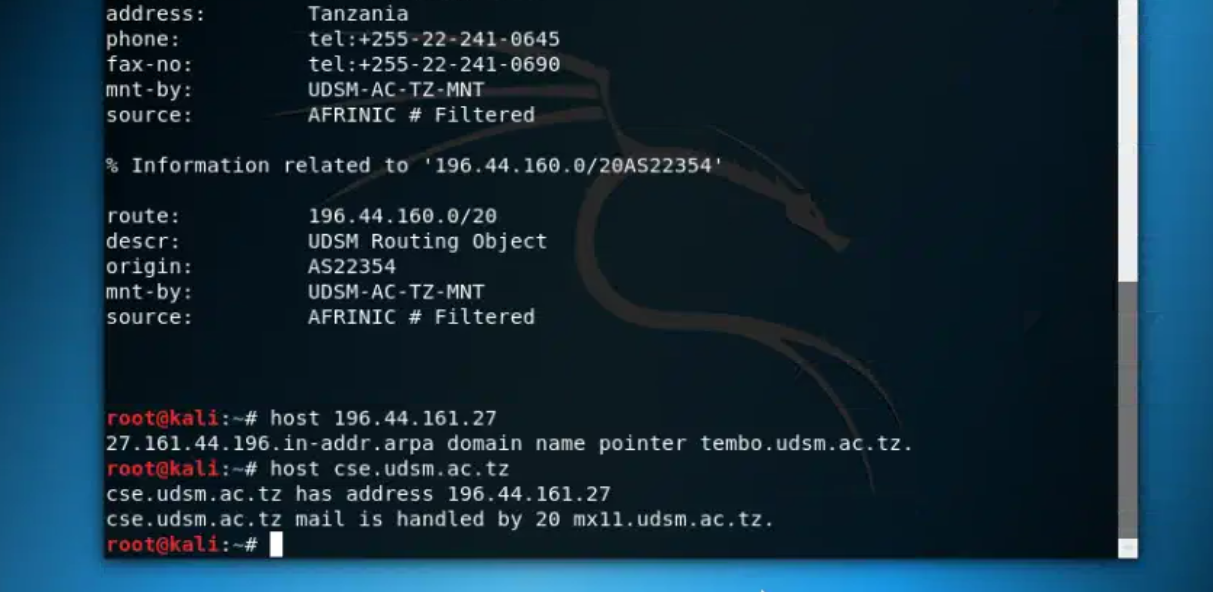 address:        Tanzania
phone:          tel:+255-22-241-0645
fax-no:         tel:+255-22-241-0690
mnt-by:         UDSM-AC-TZ-MNT
source:         AFRINIC # Filtered
% Information related to '196.44.160.0/20AS22354'
route:          196.44.160.0/20
descr:          UDSM Routing Object
origin:         AS22354
mnt-by:         UDSM-AC-TZ-MNT
source:         AFRINIC # Filtered
root@kali:~# host 196.44.161.27
27.161.44.196.in-addr.arpa domain name pointer tembo.udsm.ac.tz.
root@kali:~# host cse.udsm.ac.tz
cse.udsm.ac.tz has address 196.44.161.27
cse.udsm.ac.tz mail is handled by 20 mx11.udsm.ac.tz.
root@kali:~#